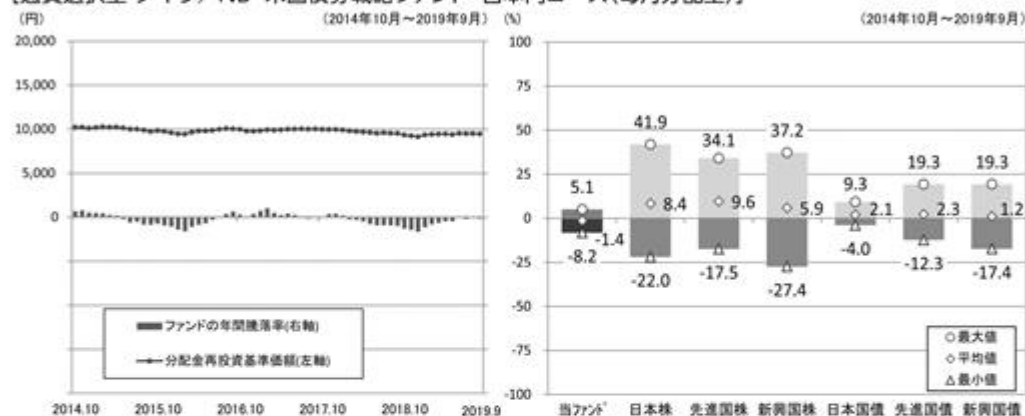 (円)
(2014年10月～2019年9月)
20,000
15,000
10,000
5,000
0
ファンドの年間騰落率(右軸)
分配金再投資基準価額(左軸)
2014.10 2015.10 2016.10 2017.10 2018.10 2019.9
(%)
(2014年10月～2019年9月)
100
75
50
25
0
-25
-50
-75
-100
5.1 41.9 34.1 37.2 9.3 19.3 19.3
-1.4 8.4 9.6 5.9 2.1 2.3 1.2
-8.2 -22.0 -17.5 -27.4 -4.0 -12.3 -17.4
最大値
平均値
最小値
当ファンド 日本株 先進国株 新興国株 日本国債 先進国債 新興国債